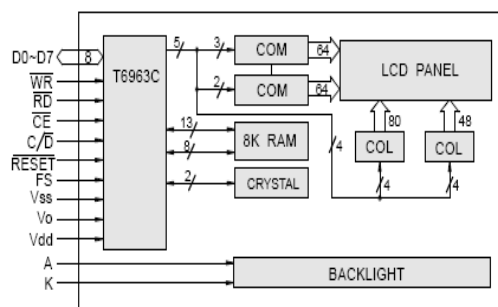 D0~D7
8
WR
RD
CE
C/D
RESET
FS
Vss
Vo
Vdd
A
K
T6963C
5
3
COM
64
2
COM
64
LCD PANEL
80
48
13
8
8K RAM
4
COL
COL
2
CRYSTAL
4
4
BACKLIGHT